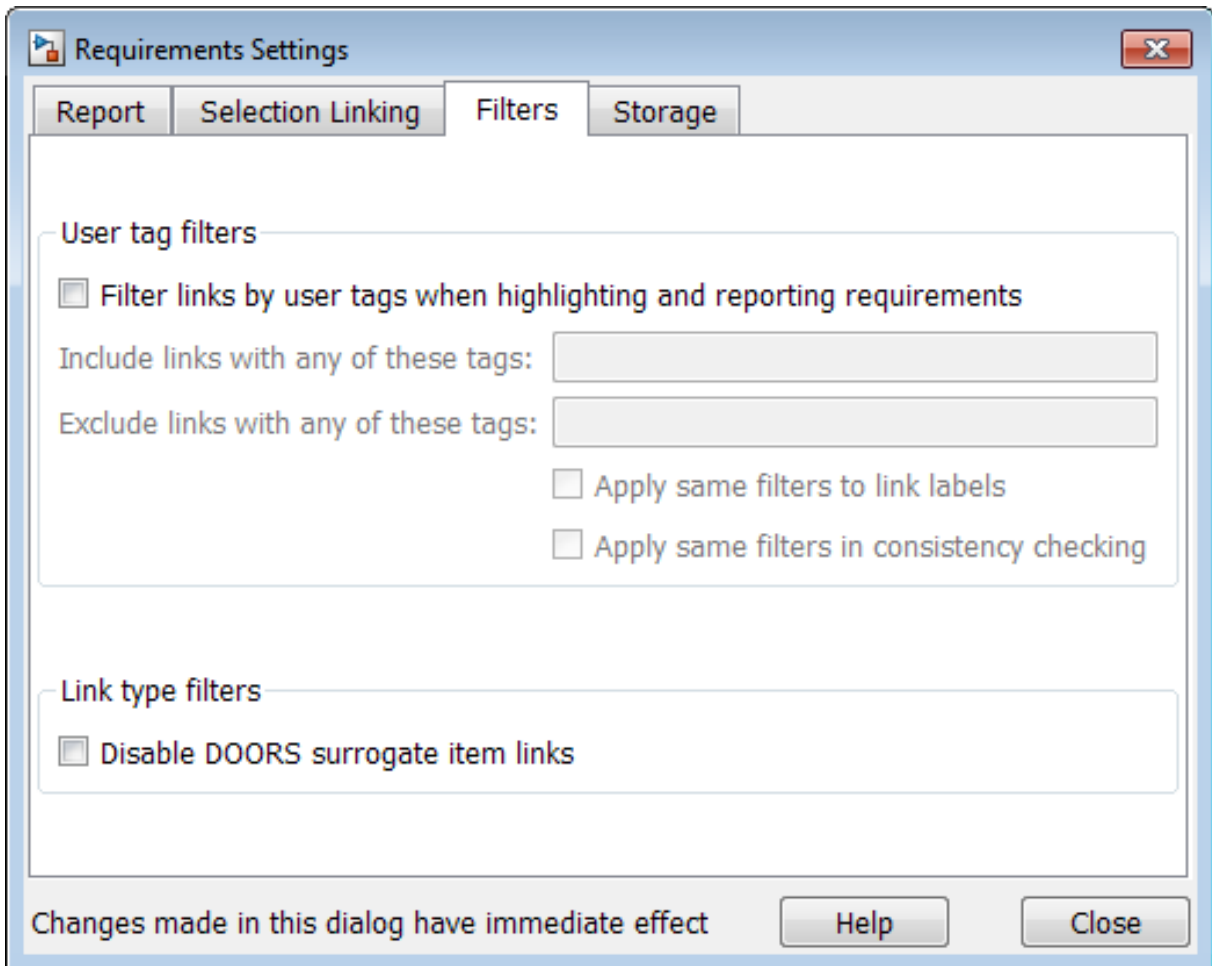 Requirements Settings
Report Selection Linking Filters Storage
User tag filters
Filter links by user tags when highlighting and reporting requirements
Include links with any of these tags:
Exclude links with any of these tags:
Apply same filters to link labels
Apply same filters in consistency checking
Link type filters
Disable DOORS surrogate item links
Changes made in this dialog have immediate effect Help Close